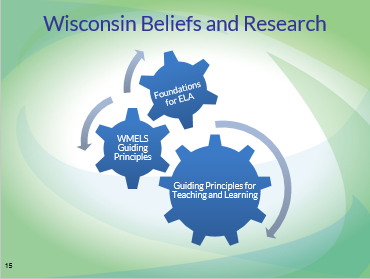 Wisconsin Beliefs and Research
Foundations
for ELA
WMELS
Guiding
Principles
Guiding Principles for
Teaching and Learning
15